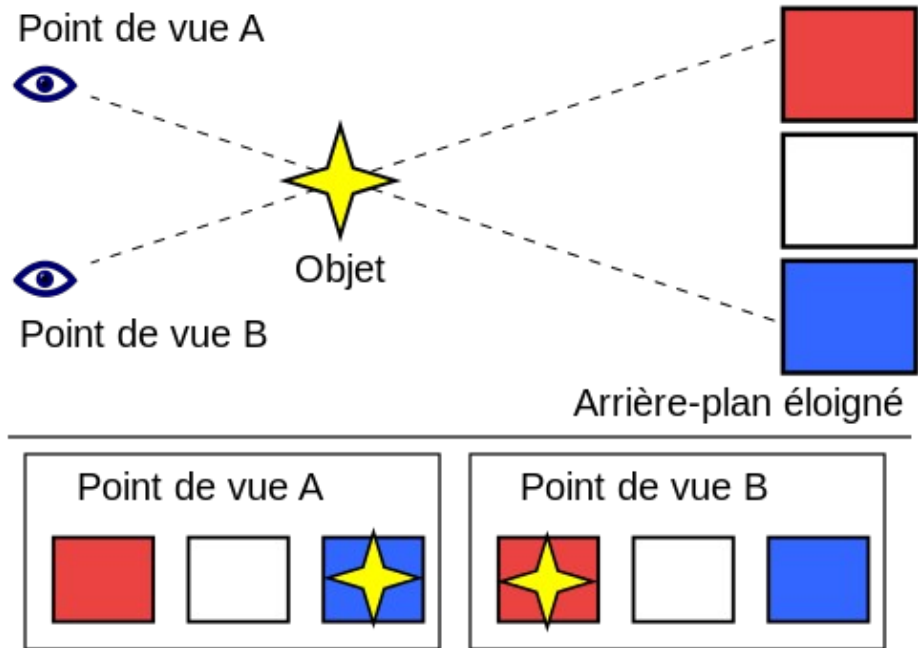 Point de vue A
Objet
Point de vue B
Arrière-plan éloigné
Point de vue A
Point de vue B